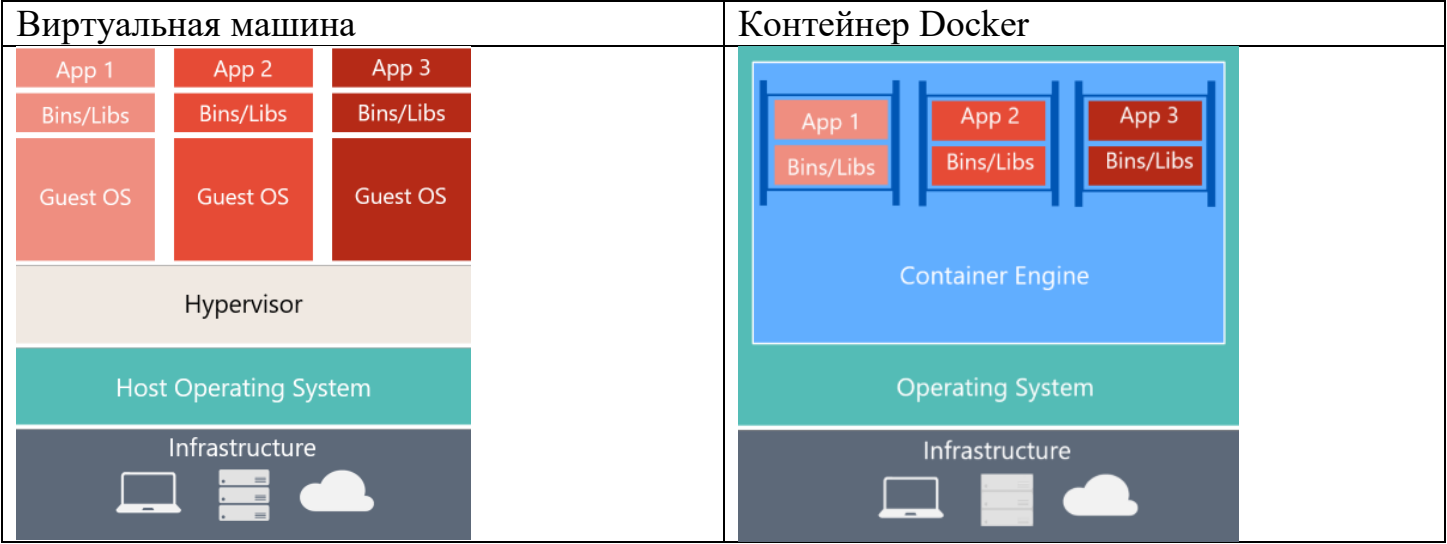 Виртуальная машина
App 1 App 2 App 3
Bins/Libs Bins/Libs Bins/Libs
Guest OS Guest OS Guest OS
Hypervisor
Host Operating System
Infrastructure
Контейнер Docker
App 1 App 2 App 3
Bins/Libs Bins/Libs Bins/Libs
Container Engine
Operating System
Infrastructure